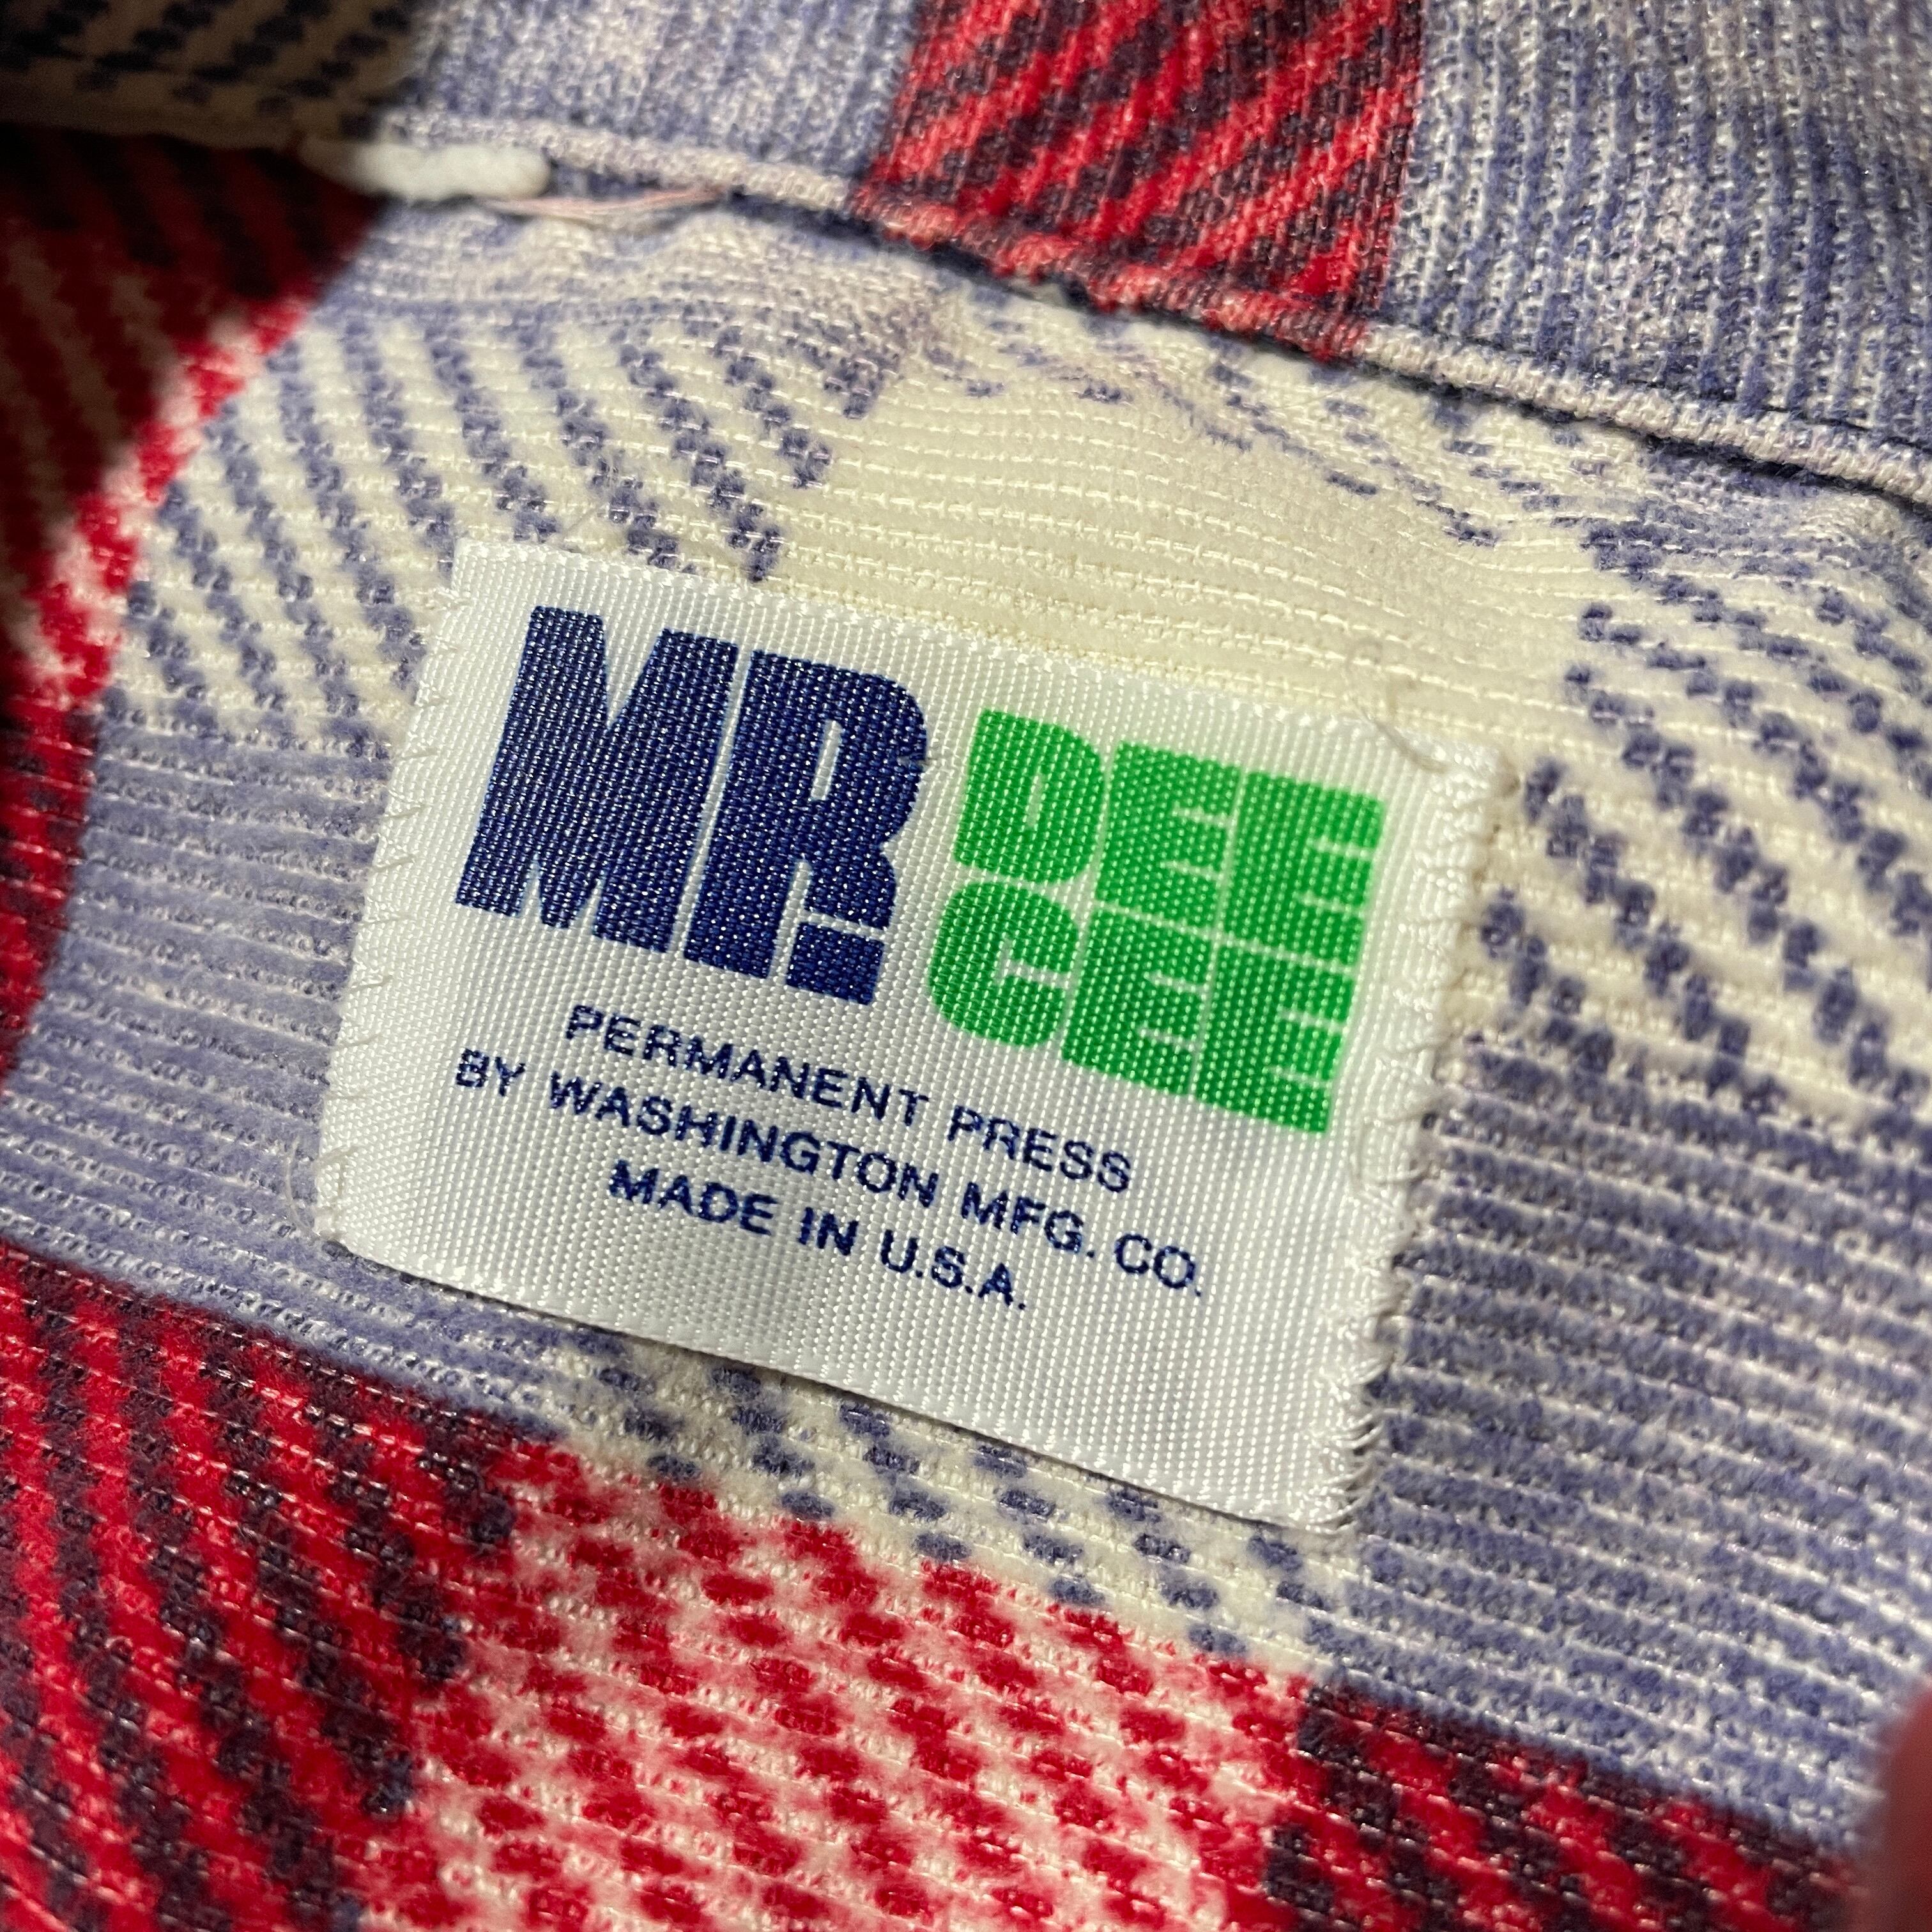 MR. DEE
CEE
PERMANENT PRESS
BY WASHINGTON MFG. CO.
MADE IN U.S.A.